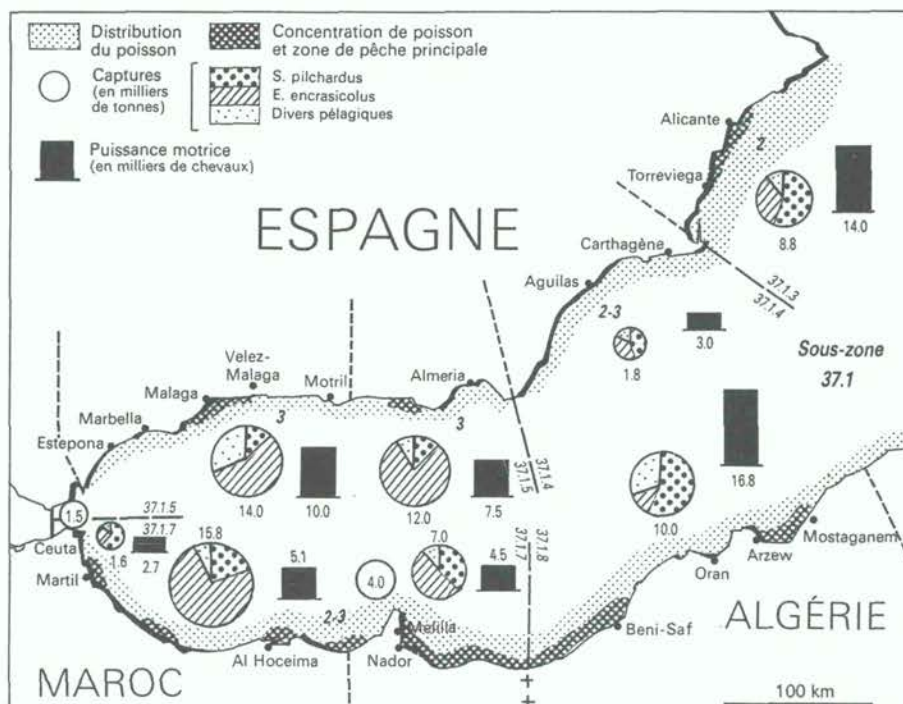 Distribution
du poisson
Concentration de poisson
et zone de pêche principale
Captures
(en milliers
de tonnes)
S. pilchardus
E. encrasicolus
Divers pélagiques
Puissance motrice
(en milliers de chevaux)
ESPAGNE
Alicante
2
Torreviega
8.8
14.0
Carthagène
37.1.3
37.1.4
Aguilas
2-3
1.8
3.0
Sous-zone
37.1
Velez-
Malaga
Motril
Almeria
Malaga
Marbella
Estepona
3
3
14.0
10.0
12.0
7.5
37.1.4
37.1.5
16.8
10.0
1.5
37.1.5
37.1.7
Ceuta
1.6
2.7
15.8
5.1
4.0
7.0
4.5
37.1.8
37.1.7
Martil
2-3
Mostaganem
Arzew
Oran
Beni-Saf
ALGÉRIE
Melilla
Al Hoceima
Nador
MAROC
100 km